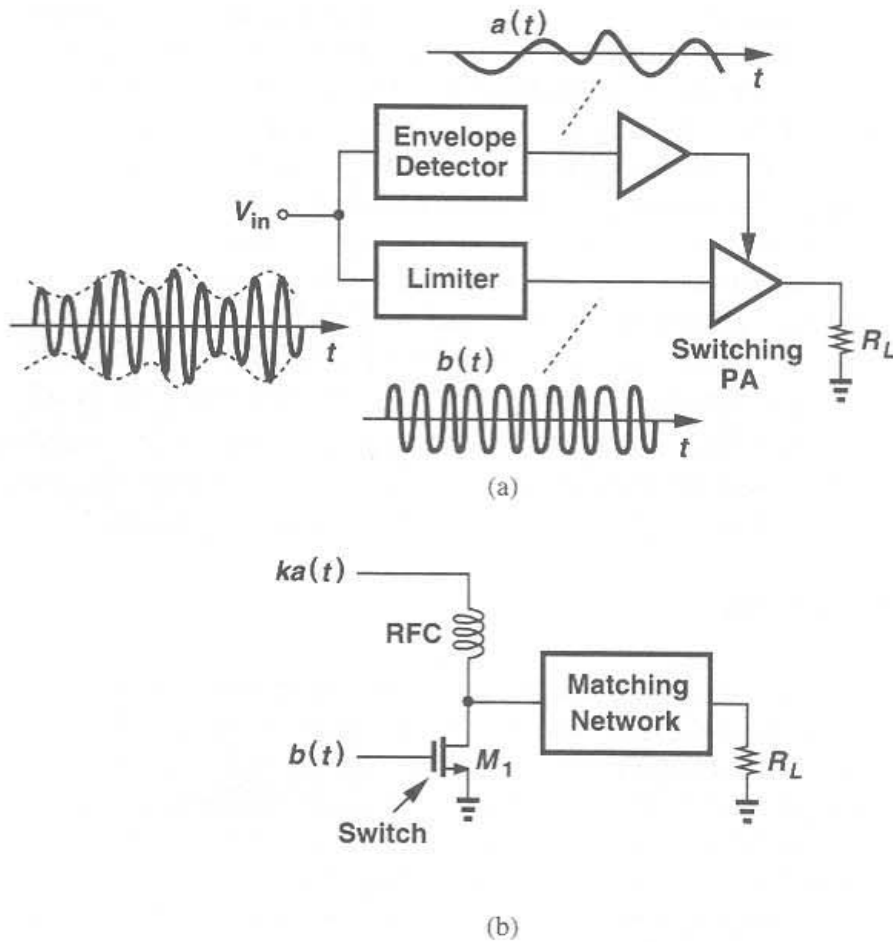 a(t)
t
Envelope
Detector
V_in
Limiter
t
b(t)
Switching
PA
R_L
t
(a)
ka(t)
RFC
Matching
Network
b(t)
M_1
R_L
Switch
(b)